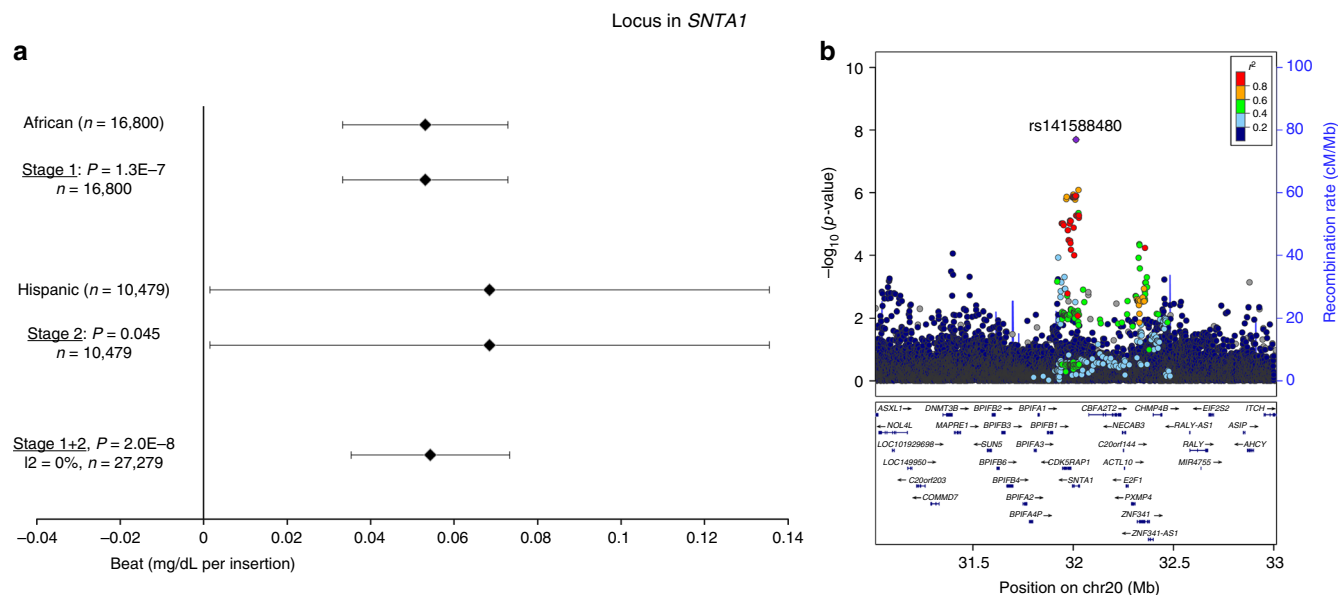 Locus in SNTA1
a
African (n = 16,800)
Stage 1: P = 1.3E–7
n = 16,800
Hispanic (n = 10,479)
Stage 2: P = 0.045
n = 10,479
Stage 1+2, P = 2.0E–8
I2 = 0%, n = 27,279
–0.04 –0.02 0 0.02 0.04 0.06 0.08 0.1 0.12 0.14
Beat (mg/dL per insertion)
b
10
8
6
4
2
0
–log10 (p-value)
100
80
60
40
20
0
Recombination rate (cM/Mb)
r2
0.8
0.6
0.4
0.2
rs141588480
ASXL1→ DNMT3B→ BPIFB2→ BPIFA1→ CBFA2T2→ CHMP4B→ ←EIF2S2 ITCH→
←NOL4L MAPRE1→ BPIFB3→ BPIFB1→ ←NECAB3 ←RALY-AS1 ASIP→
LOC101929698→ ←SUN5 BPIFA3→ C20orf144→ RALY→ ←AHCY
LOC149950→ BPIFB6→ ←CDK5RAP1 ACTL10→ MIR4755→
←C20orf203 BPIFB4→ ←SNTA1 ←E2F1
←COMMD7 BPIFA2→ ←PXMP4
BPIFA4P→ ZNF341→
←ZNF341-AS1
31.5 32 32.5 33
Position on chr20 (Mb)